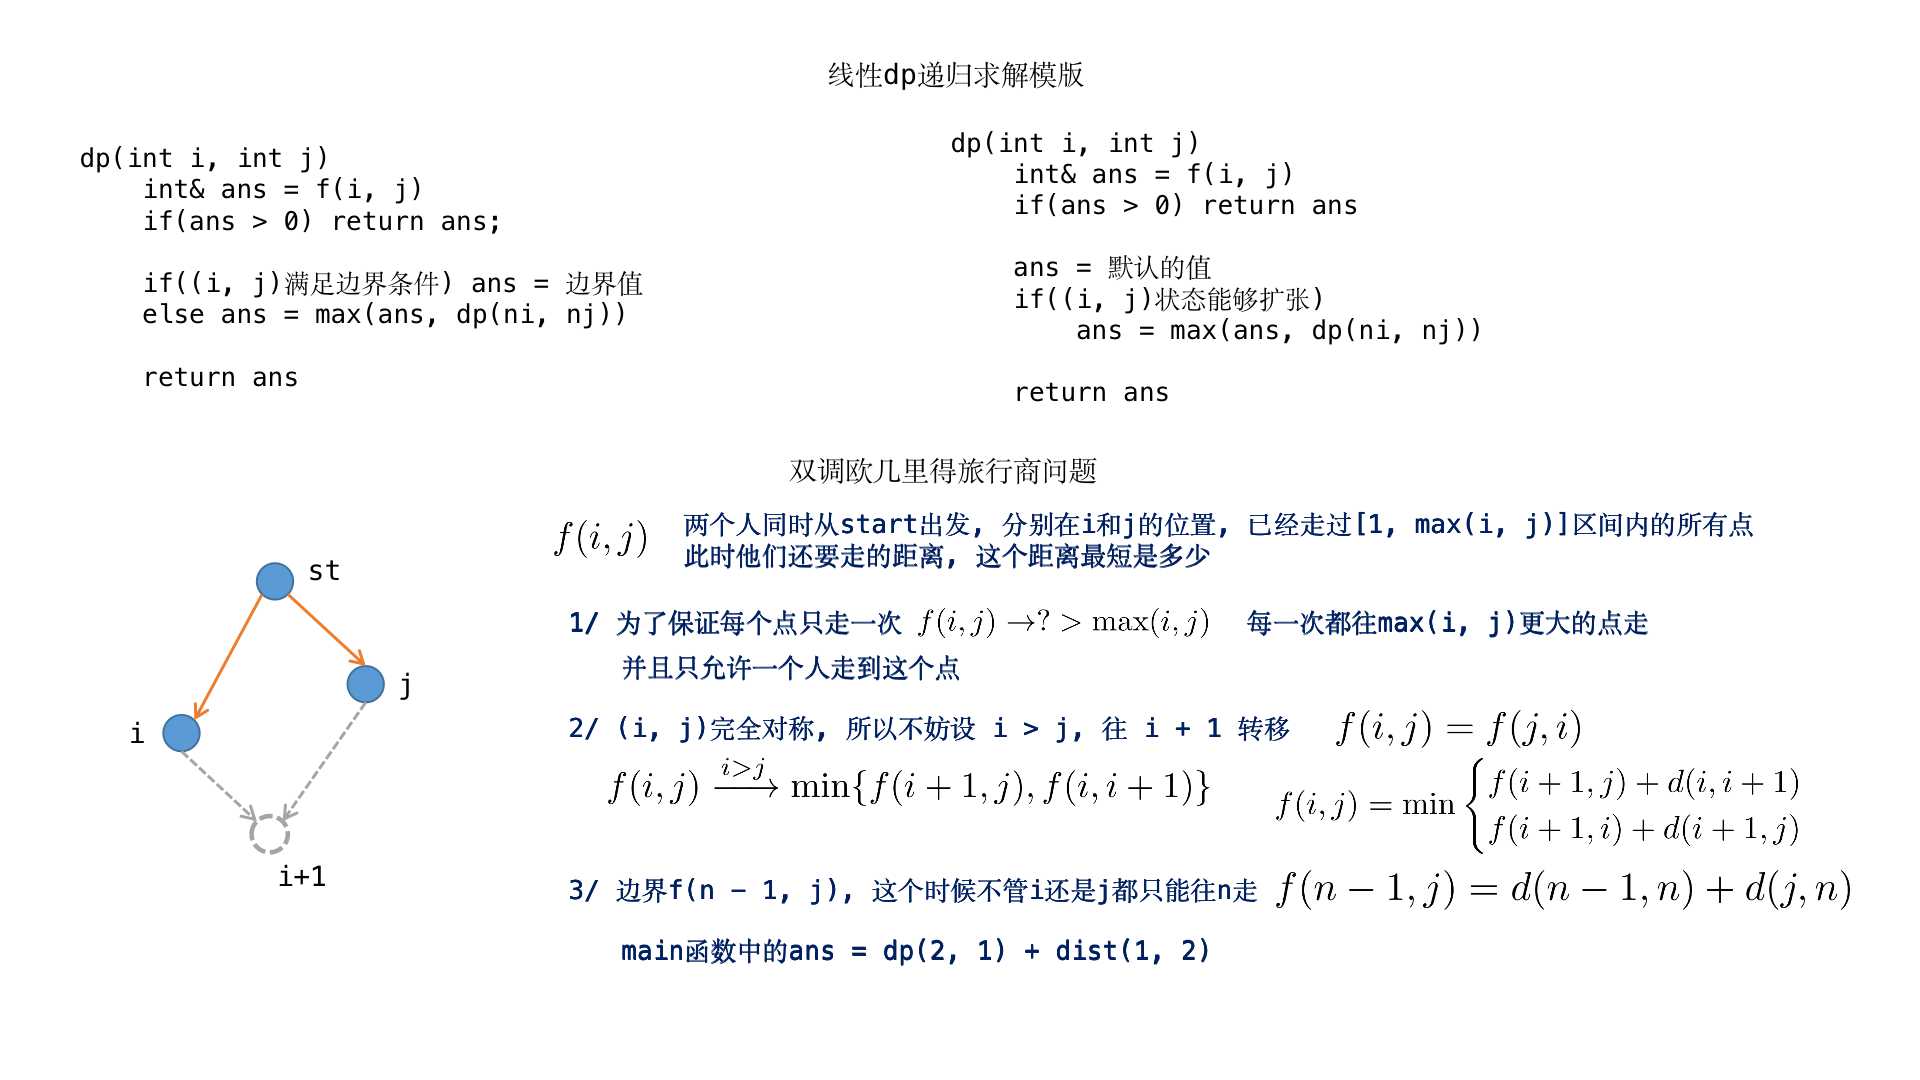 线性dp递归求解模版
dp(int i, int j)
int& ans = f(i, j)
if(ans > 0) return ans;
if((i, j)满足边界条件) ans = 边界值
else ans = max(ans, dp(ni, nj))
return ans
dp(int i, int j)
int& ans = f(i, j)
if(ans > 0) return ans
ans = 默认的值
if((i, j)状态能够扩张)
ans = max(ans, dp(ni, nj))
return ans
双调欧几里得旅行商问题
st
i
j
i+1
f(i, j) 两个人同时从start出发, 分别在i和j的位置, 已经走过[1, max(i, j)]区间内的所有点
此时他们还要走的距离, 这个距离最短是多少
1/ 为了保证每个点只走一次 f(i, j) →? > max(i, j) 每一次都往max(i, j)更大的点走
并且只允许一个人走到这个点
2/ (i, j)完全对称, 所以不妨设 i > j, 往 i + 1 转移 f(i, j) = f(j, i)
f(i, j) i>j → min{f(i + 1, j), f(i, i + 1)}
f(i, j) = min { f(i + 1, j) + d(i, i + 1)
f(i + 1, i) + d(i + 1, j)
3/ 边界f(n - 1, j), 这个时候不管i还是j都只能往n走 f(n − 1, j) = d(n − 1, n) + d(j, n)
main函数中的ans = dp(2, 1) + dist(1, 2)